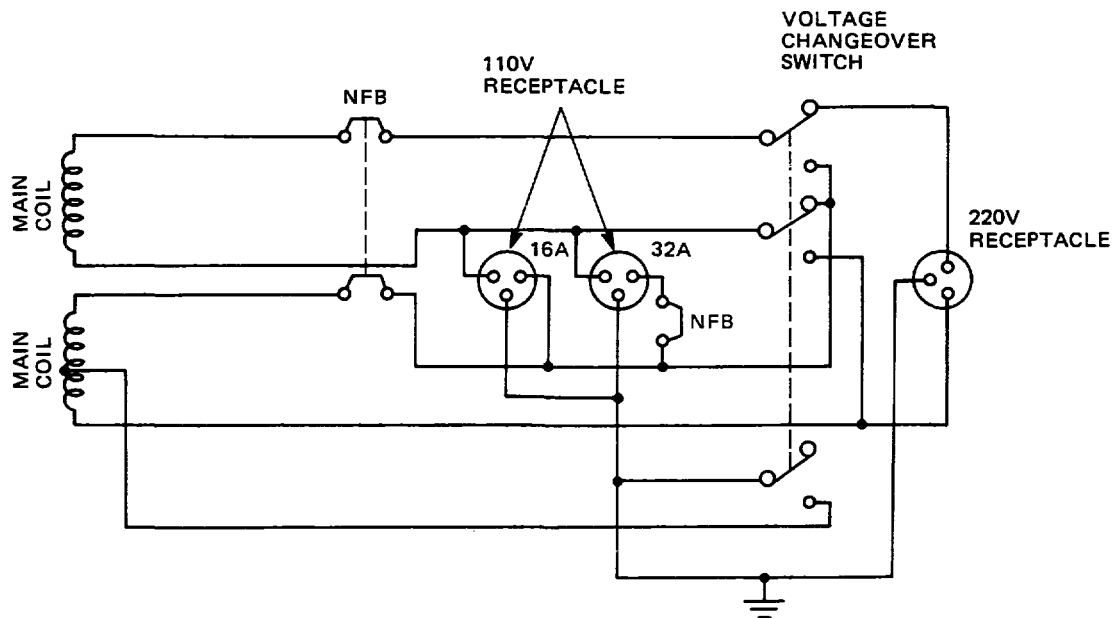 VOLTAGE
CHANGEOVER
SWITCH
110V
RECEPTACLE
NFB
MAIN
COIL
16A
32A
220V
RECEPTACLE
NFB
MAIN
COIL